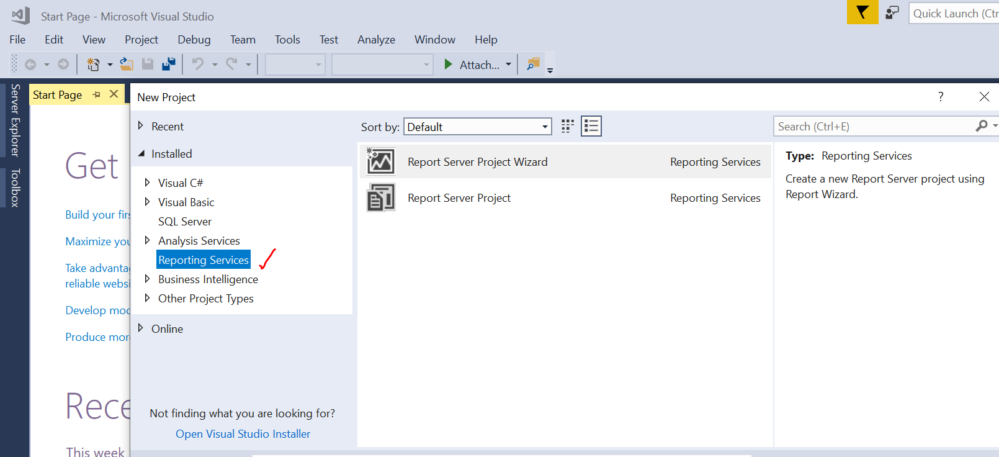 Start Page - Microsoft Visual Studio
Quick Launch (Ctr
File Edit View Project Debug Team Tools Test Analyze Window Help
Attach...
Server Explorer
Toolbox
Start Page
Get
Build your firs
Maximize you
Take advanta
reliable websi
Develop mod
Produce mor
Rece
This week
New Project
?
Recent
Installed
Visual C#
Visual Basic
SQL Server
Analysis Services
Reporting Services
Business Intelligence
Other Project Types
Online
Not finding what you are looking for?
Open Visual Studio Installer
Sort by: Default
Report Server Project Wizard Reporting Services
Report Server Project Reporting Services
Search (Ctrl+E)
Type: Reporting Services
Create a new Report Server project using
Report Wizard.